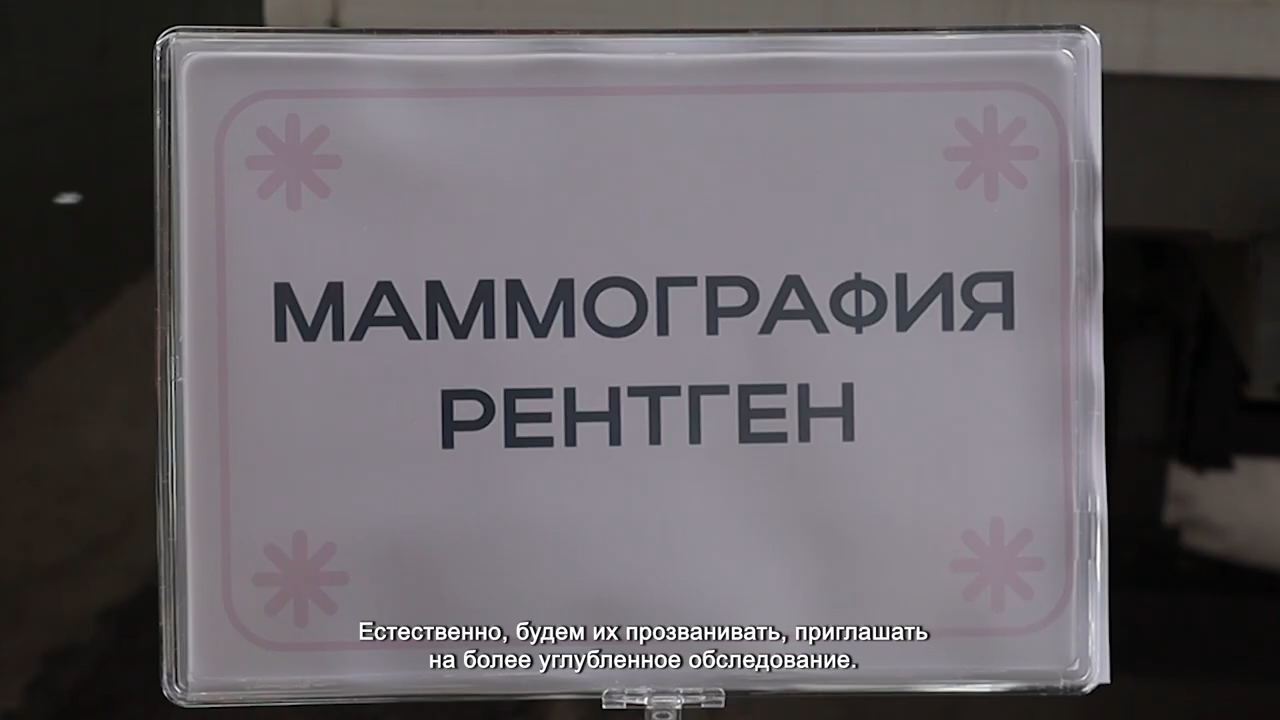 МАММОГРАФИЯ
РЕНТГЕН
Естественно, будем их прозванивать, приглашать
на более углубленное обследование.